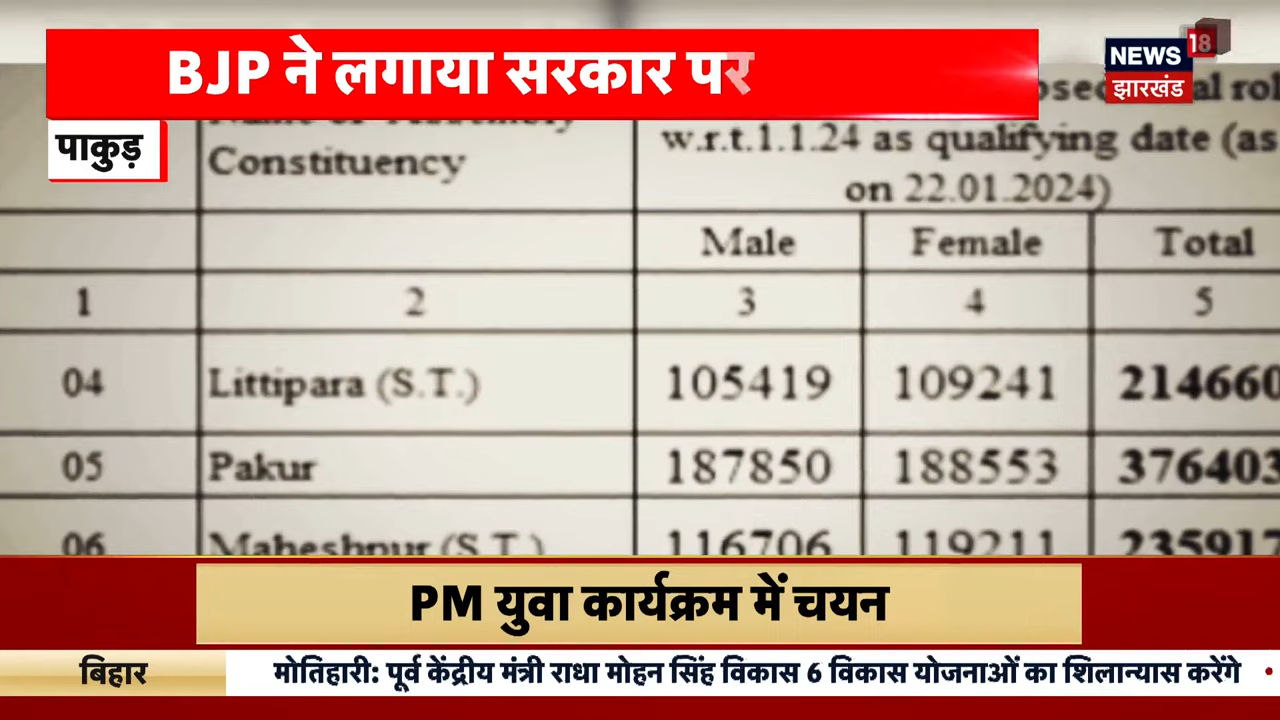 BJP ने लगाया सरकार पर
NEWS 18
झारखंड
पाकुड़
Constituency
w.r.t.1.1.24 as qualifying date (as
on 22.01.2024)
Male Female Total
1 2 3 4 5
04 Littipara (S.T.) 105419 109241 214660
05 Pakur 187850 188553 376403
06 Maheshpur (S.T.) 116706 119211 235917
PM युवा कार्यक्रम में चयन
बिहार मोतिहारी: पूर्व केंद्रीय मंत्री राधा मोहन सिंह विकास 6 विकास योजनाओं का शिलान्यास करेंगे